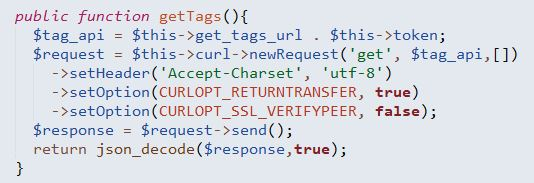 public function getTags(){
$tag_api = $this->get_tags_url . $this->token;
$request = $this->curl->newRequest('get', $tag_api,[])
->setHeader('Accept-Charset', 'utf-8')
->setOption(CURLOPT_RETURNTRANSFER, true)
->setOption(CURLOPT_SSL_VERIFYPEER, false);
$response = $request->send();
return json_decode($response,true);
}